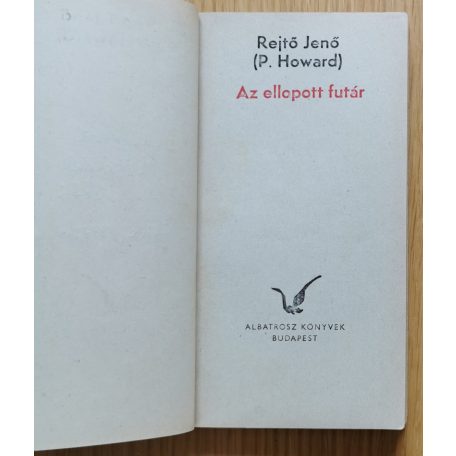 Rejtő Jenő
(P. Howard)
Az ellopott futár
ALBATROSZ KÖNYVEK
BUDAPEST